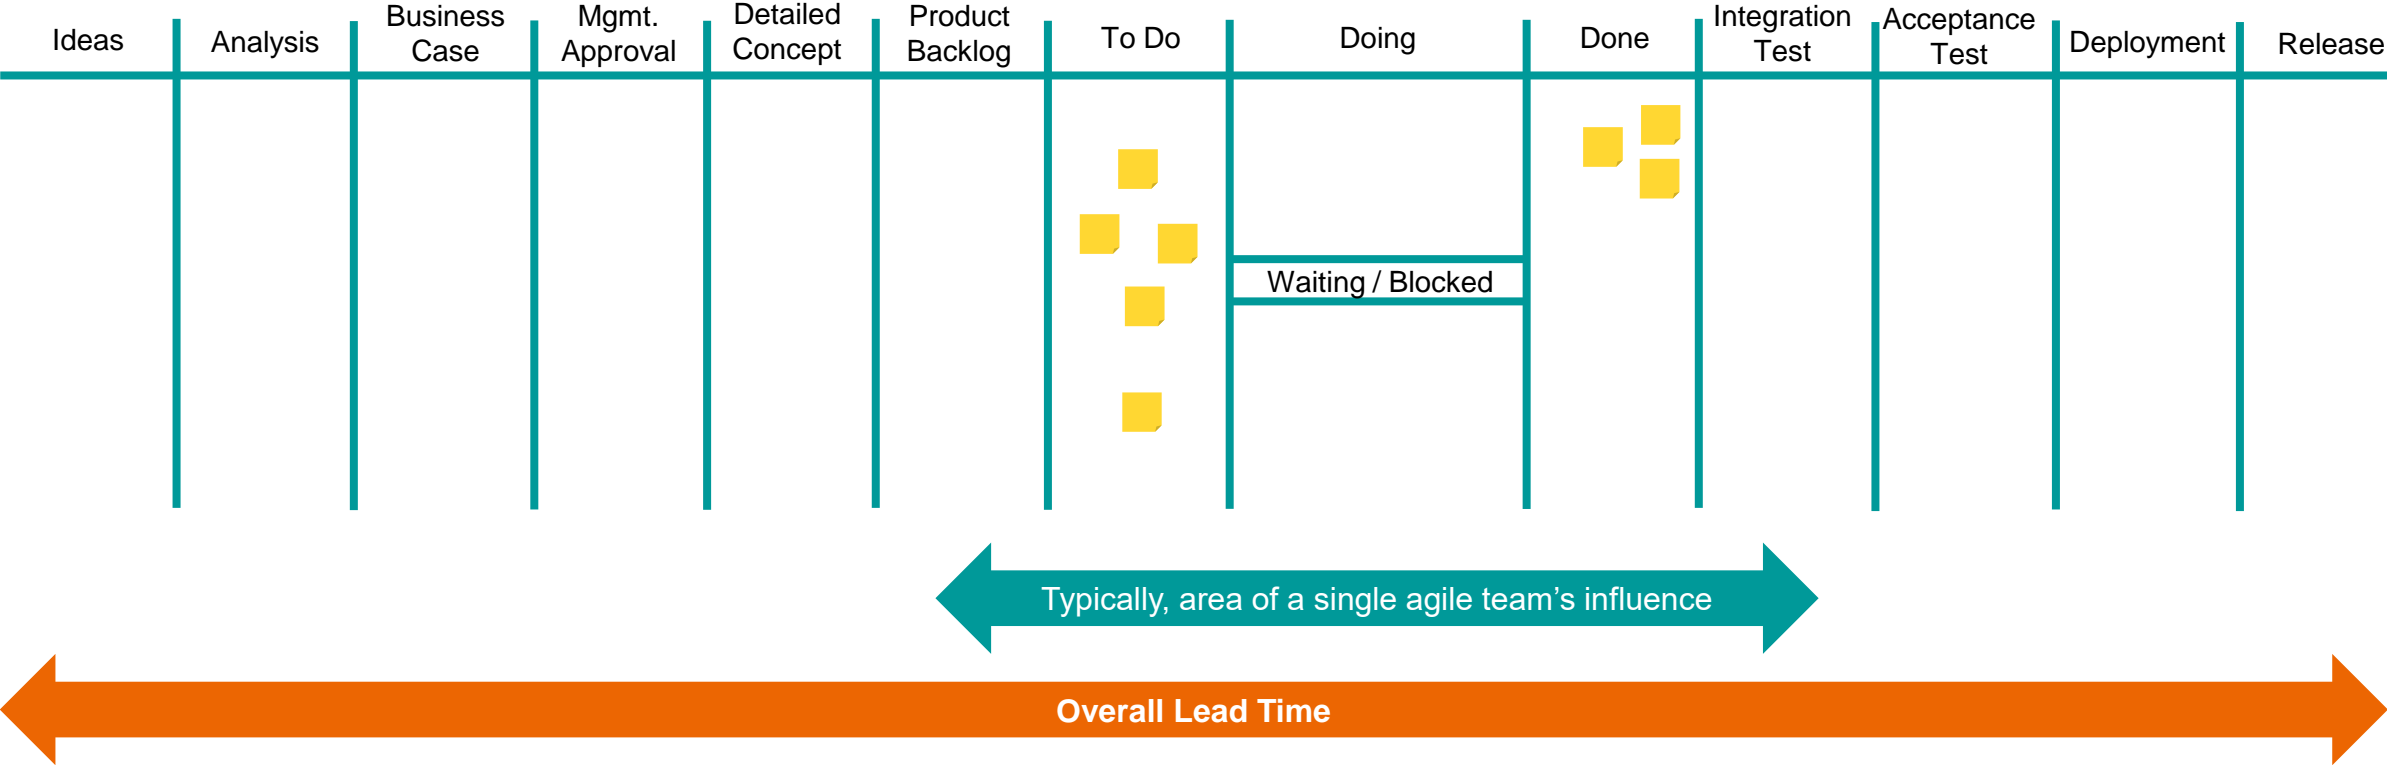 Ideas
Analysis
Business
Case
Mgmt.
Approval
Detailed
Concept
Product
Backlog
To Do
Doing
Done
Integration
Test
Acceptance
Test
Deployment
Release
Waiting / Blocked
Typically, area of a single agile team’s influence
Overall Lead Time